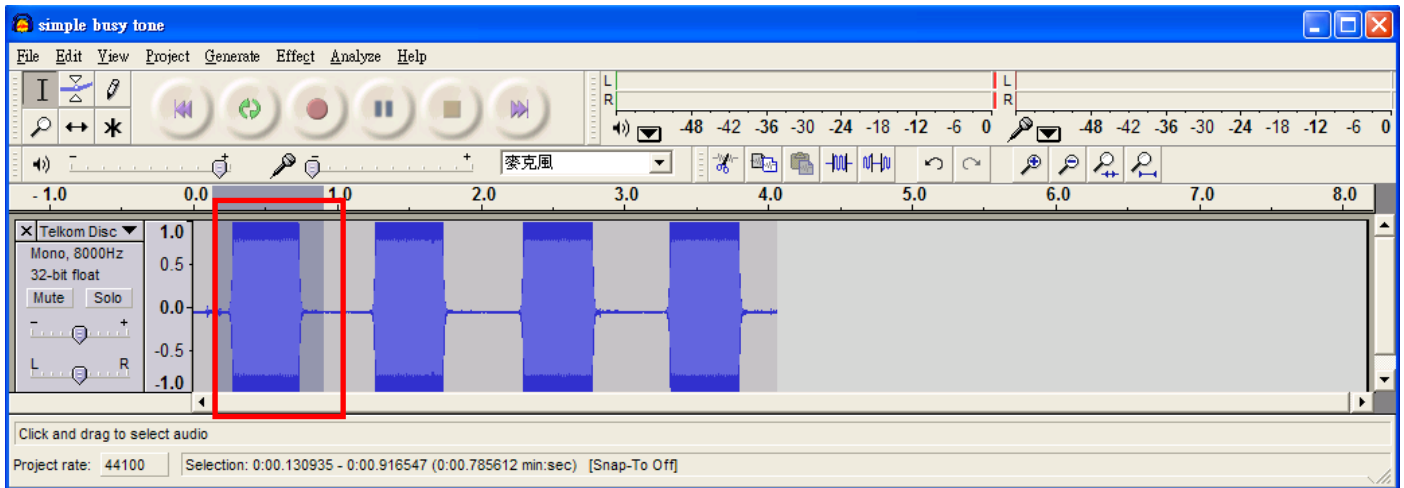 simple busy tone
File Edit View Project Generate Effect Analyze Help
L
R
-48 -42 -36 -30 -24 -18 -12 -6 0
L
R
-48 -42 -36 -30 -24 -18 -12 -6 0
- +
- +
麥克風
- 1.0 0.0 1.0 2.0 3.0 4.0 5.0 6.0 7.0 8.0
Telkom Disc
Mono, 8000Hz
32-bit float
Mute Solo
- +
L R
1.0
0.5
0.0
-0.5
-1.0
Click and drag to select audio
Project rate: 44100 Selection: 0:00.130935 - 0:00.916547 (0:00.785612 min:sec) [Snap-To Off]